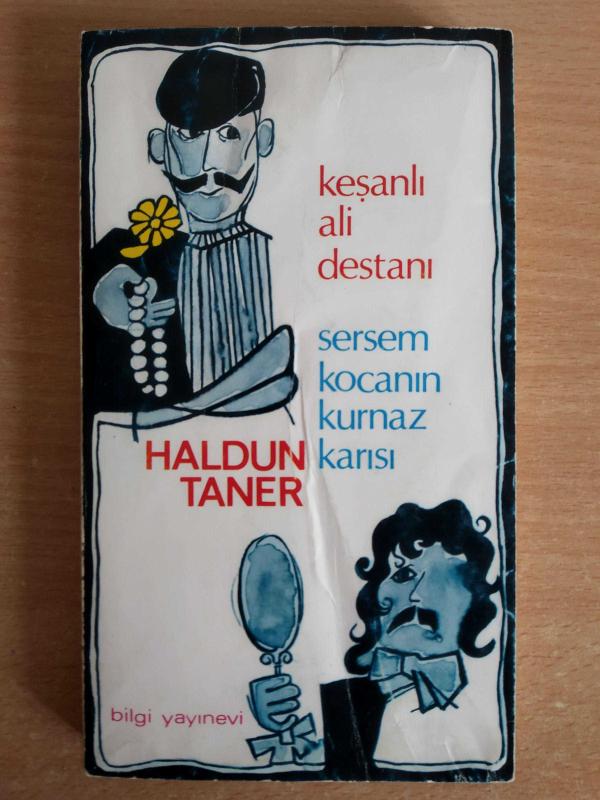 keşanlı
ali
destanı
sersem
kocanın
kurnaz
karısı
HALDUN
TANER
bilgi yayınevi